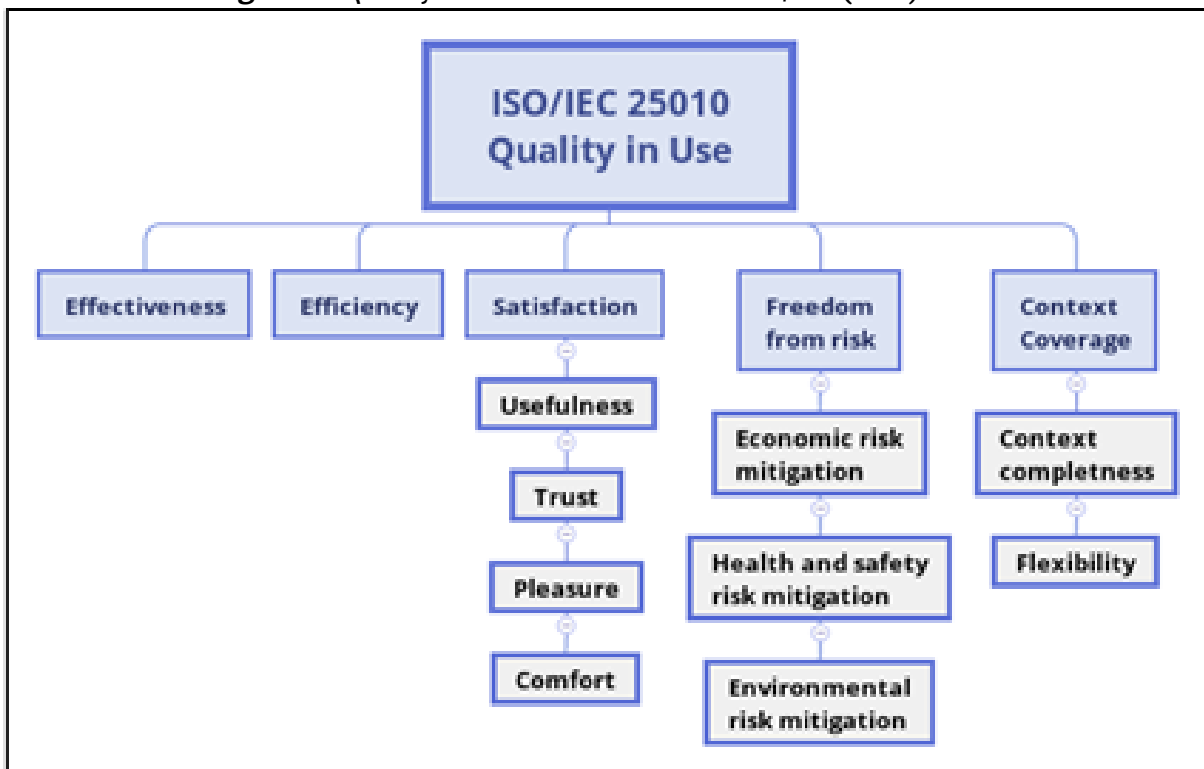 ISO/IEC 25010
Quality in Use
Effectiveness
Efficiency
Satisfaction
Freedom
from risk
Context
Coverage
Usefulness
Trust
Pleasure
Comfort
Economic risk
mitigation
Health and safety
risk mitigation
Environmental
risk mitigation
Context
completness
Flexibility